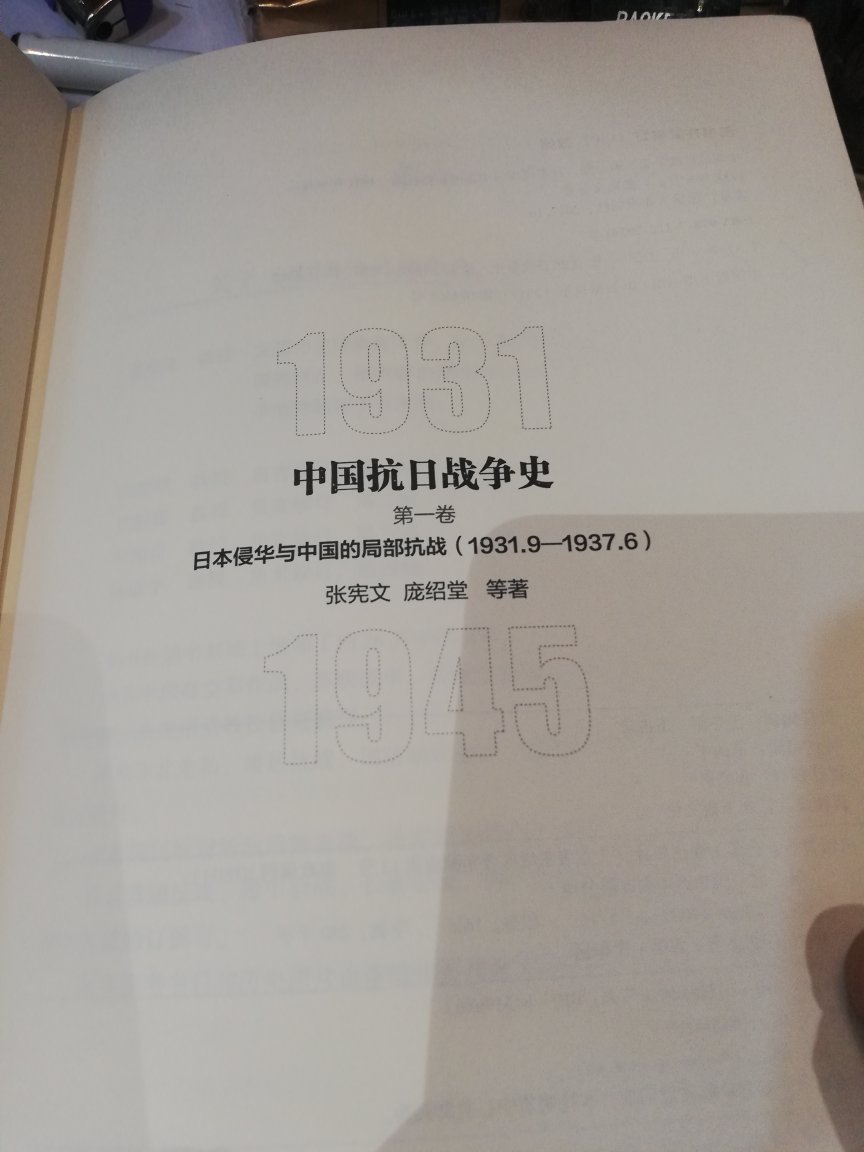 1931
中国抗日战争史
第一卷
日本侵华与中国的局部抗战（1931.9—1937.6）
张宪文 庞绍堂 等著
1945